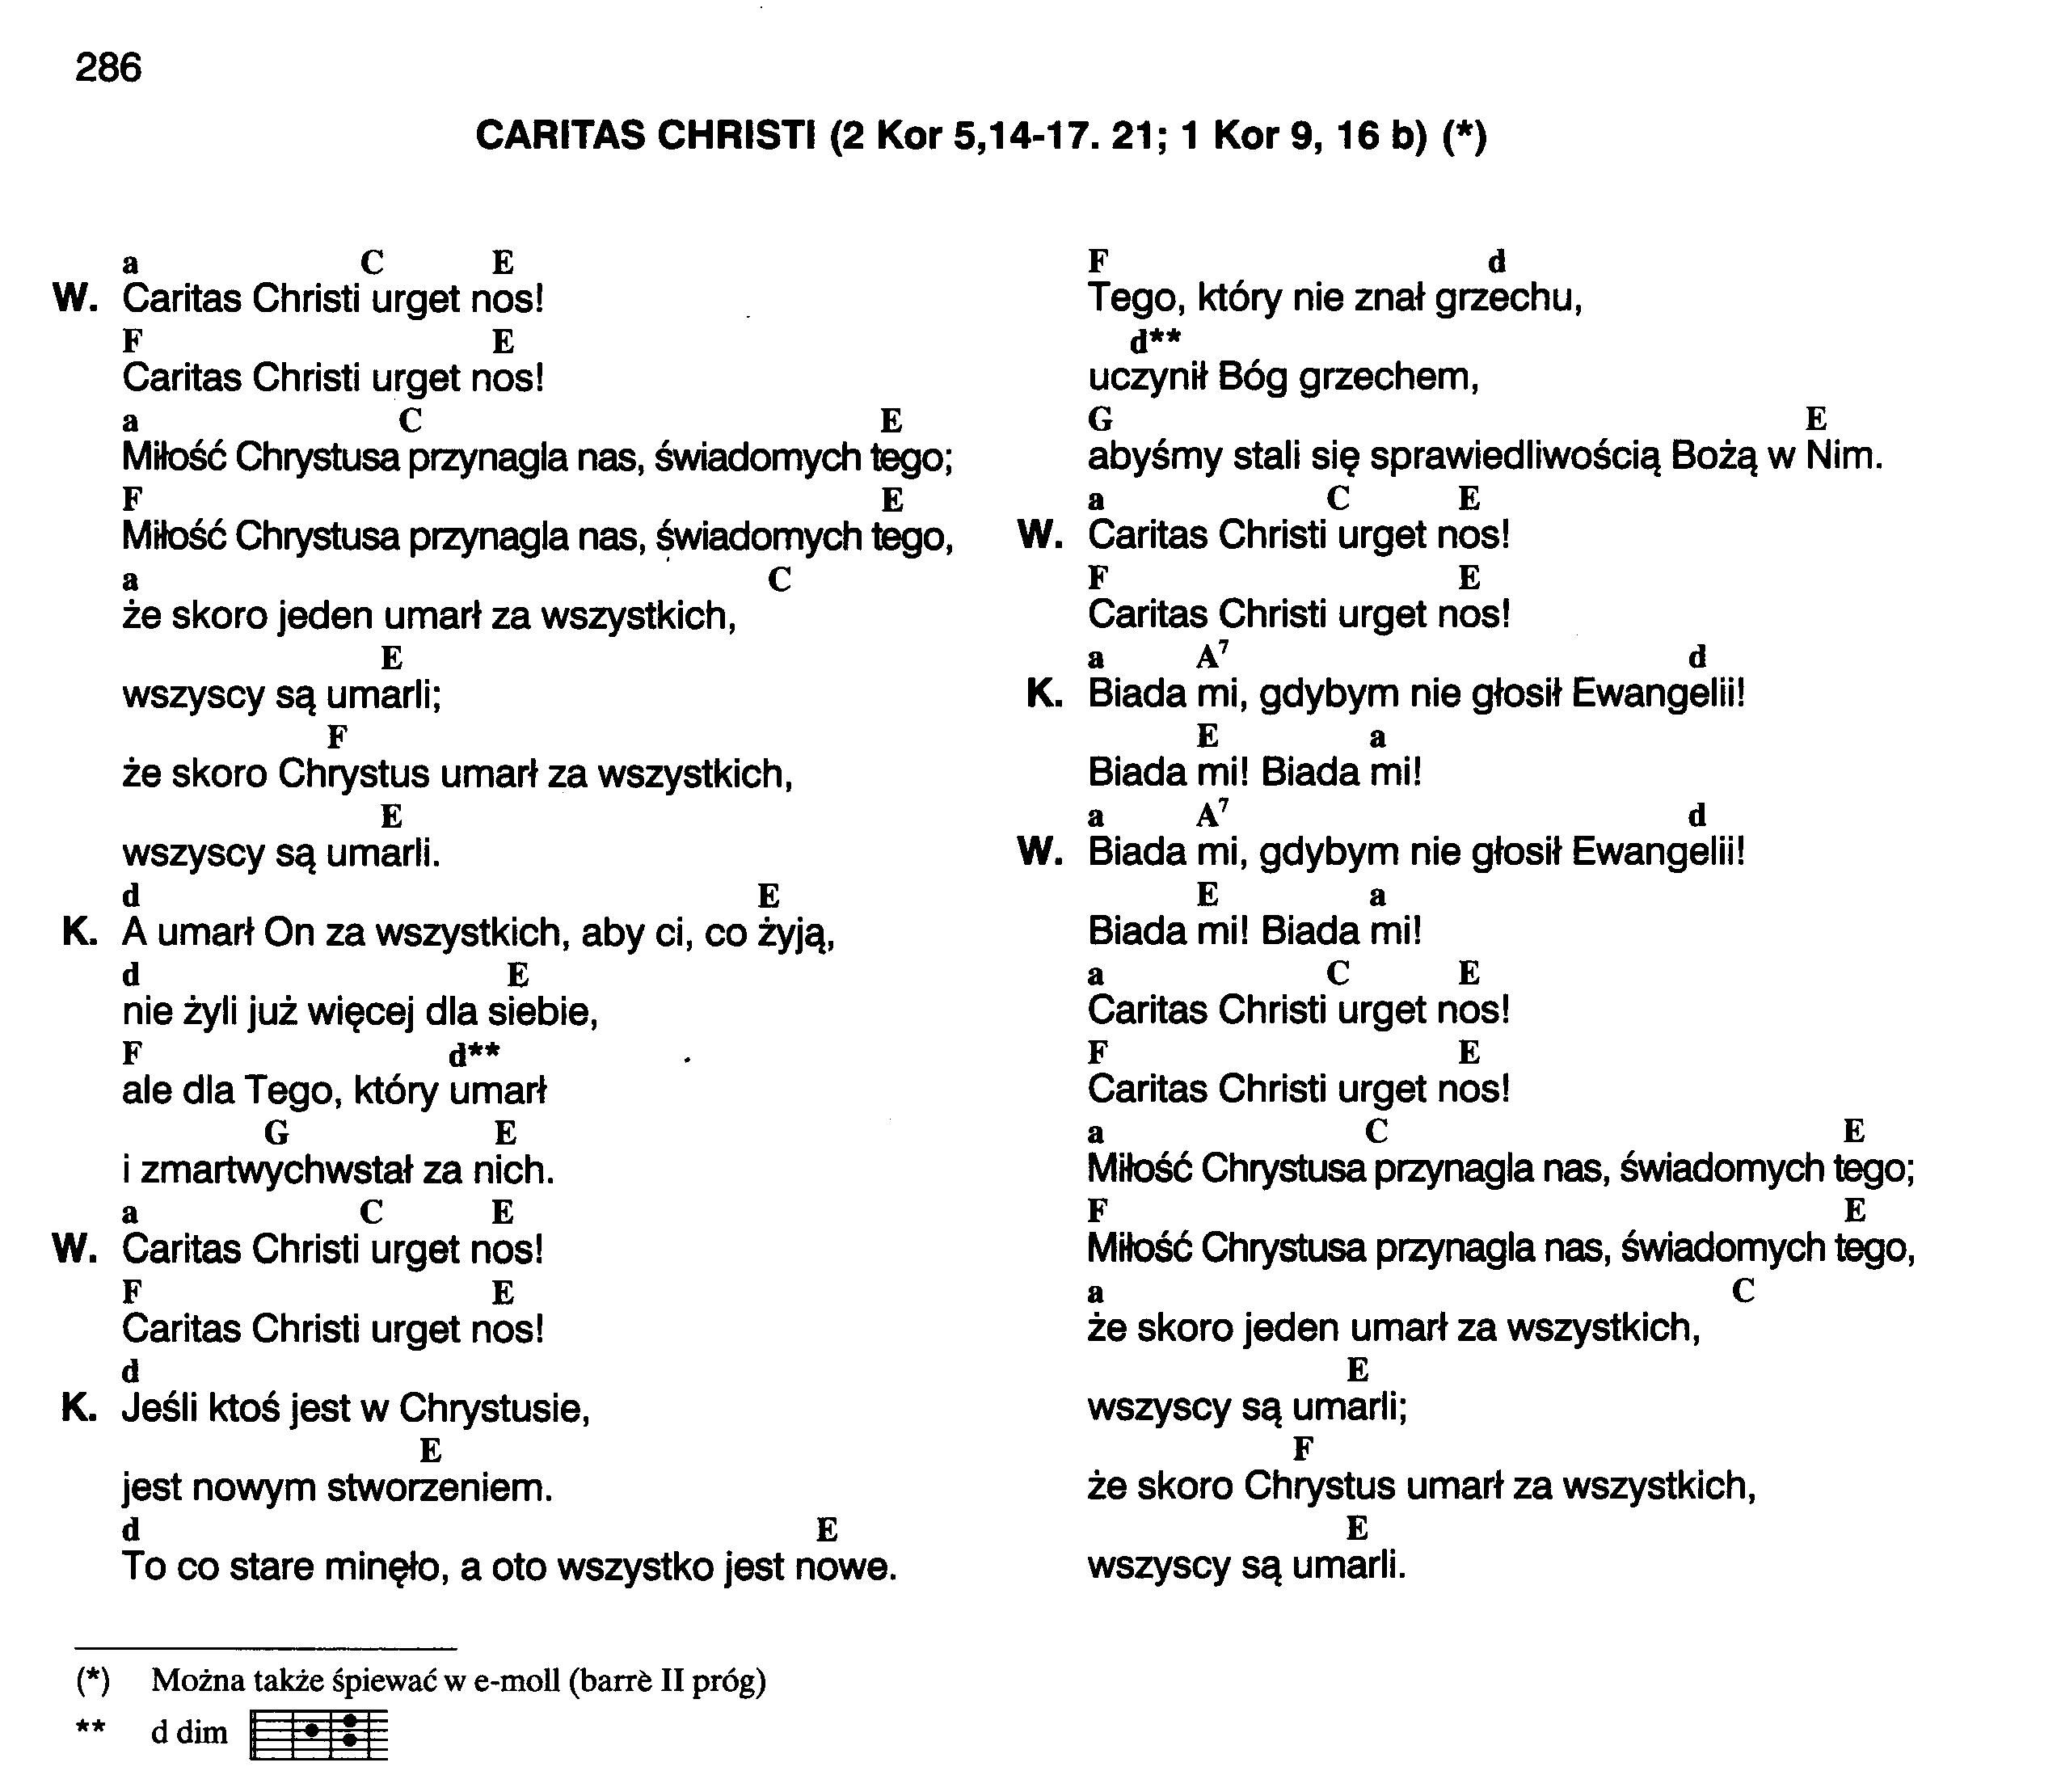 286
CARITAS CHRISTI (2 Kor 5,14-17. 21; 1 Kor 9, 16 b) (*)
a C E
W. Caritas Christi urget nos!
F E
Caritas Christi urget nos!
a C E
Miłość Chrystusa przynagla nas, świadomych tego;
F E
Miłość Chrystusa przynagla nas, świadomych tego,
a C
że skoro jeden umarł za wszystkich,
E
wszyscy są umarli;
F
że skoro Chrystus umarł za wszystkich,
E
wszyscy są umarli.
d E
K. A umarł On za wszystkich, aby ci, co żyją,
d E
nie żyli już więcej dla siebie,
F d**
ale dla Tego, który umarł
G E
i zmartwychwstał za nich.
a C E
W. Caritas Christi urget nos!
F E
Caritas Christi urget nos!
d
K. Jeśli ktoś jest w Chrystusie,
E
jest nowym stworzeniem.
d E
To co stare minęło, a oto wszystko jest nowe.
F d
Tego, który nie znał grzechu,
d**
uczynił Bóg grzechem,
G E
abyśmy stali się sprawiedliwością Bożą w Nim.
a C E
W. Caritas Christi urget nos!
F E
Caritas Christi urget nos!
a A7 d
K. Biada mi, gdybym nie głosił Ewangelii!
E a
Biada mi! Biada mi!
a A7 d
W. Biada mi, gdybym nie głosił Ewangelii!
E a
Biada mi! Biada mi!
a C E
Caritas Christi urget nos!
F E
Caritas Christi urget nos!
a C E
Miłość Chrystusa przynagla nas, świadomych tego;
F E
Miłość Chrystusa przynagla nas, świadomych tego,
a C
że skoro jeden umarł za wszystkich,
E
wszyscy są umarli;
F
że skoro Chrystus umarł za wszystkich,
E
wszyscy są umarli.
(*) Można także śpiewać w e-moll (barrè II próg)
** d dim